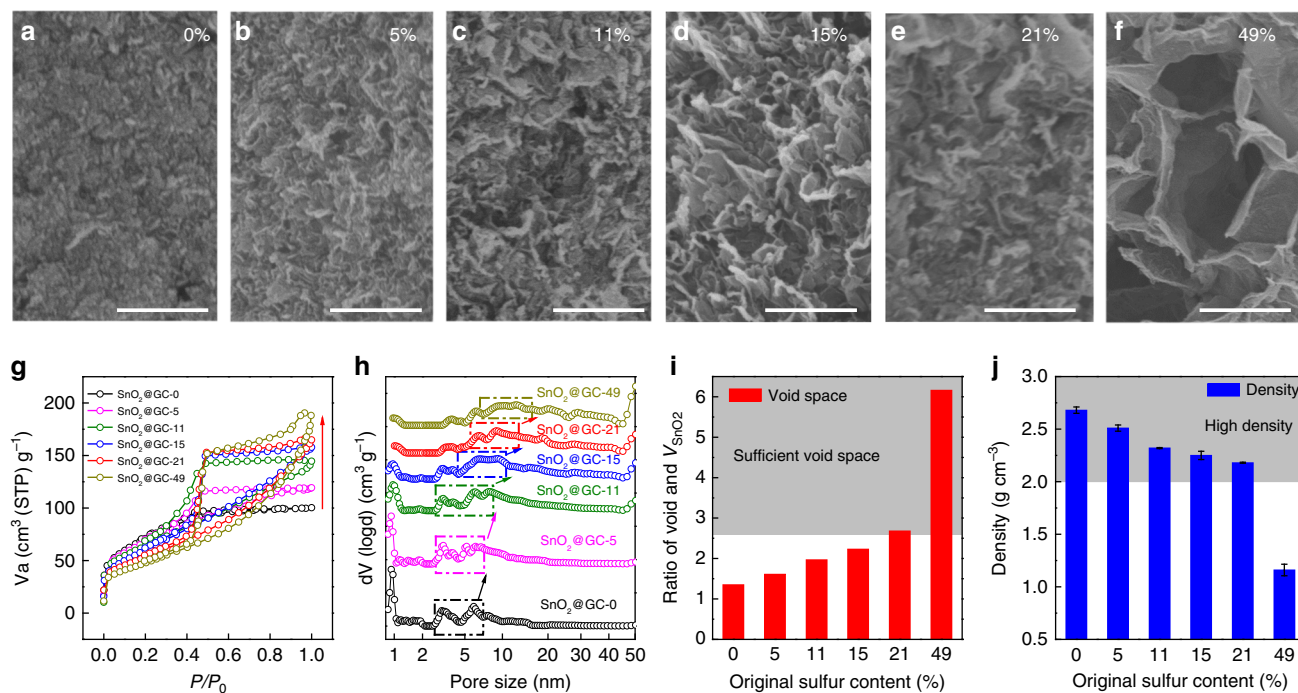 a 0%
b 5%
c 11%
d 15%
e 21%
f 49%
g
SnO2@GC-0
SnO2@GC-5
SnO2@GC-11
SnO2@GC-15
SnO2@GC-21
SnO2@GC-49
Va (cm³ (STP) g⁻¹)
200
150
100
50
0
0.0 0.2 0.4 0.6 0.8 1.0
P/P0
h
dV (logd) (cm³ g⁻¹)
SnO2@GC-49
SnO2@GC-21
SnO2@GC-15
SnO2@GC-11
SnO2@GC-5
SnO2@GC-0
1 2 5 10 20 30 40 50
Pore size (nm)
i
Ratio of void and VSnO2
7
6
5
4
3
2
1
0
Void space
Sufficient void space
0 5 11 15 21 49
Original sulfur content (%)
j
Density (g cm⁻³)
3.0
2.5
2.0
1.5
1.0
0.5
Density
High density
0 5 11 15 21 49
Original sulfur content (%)